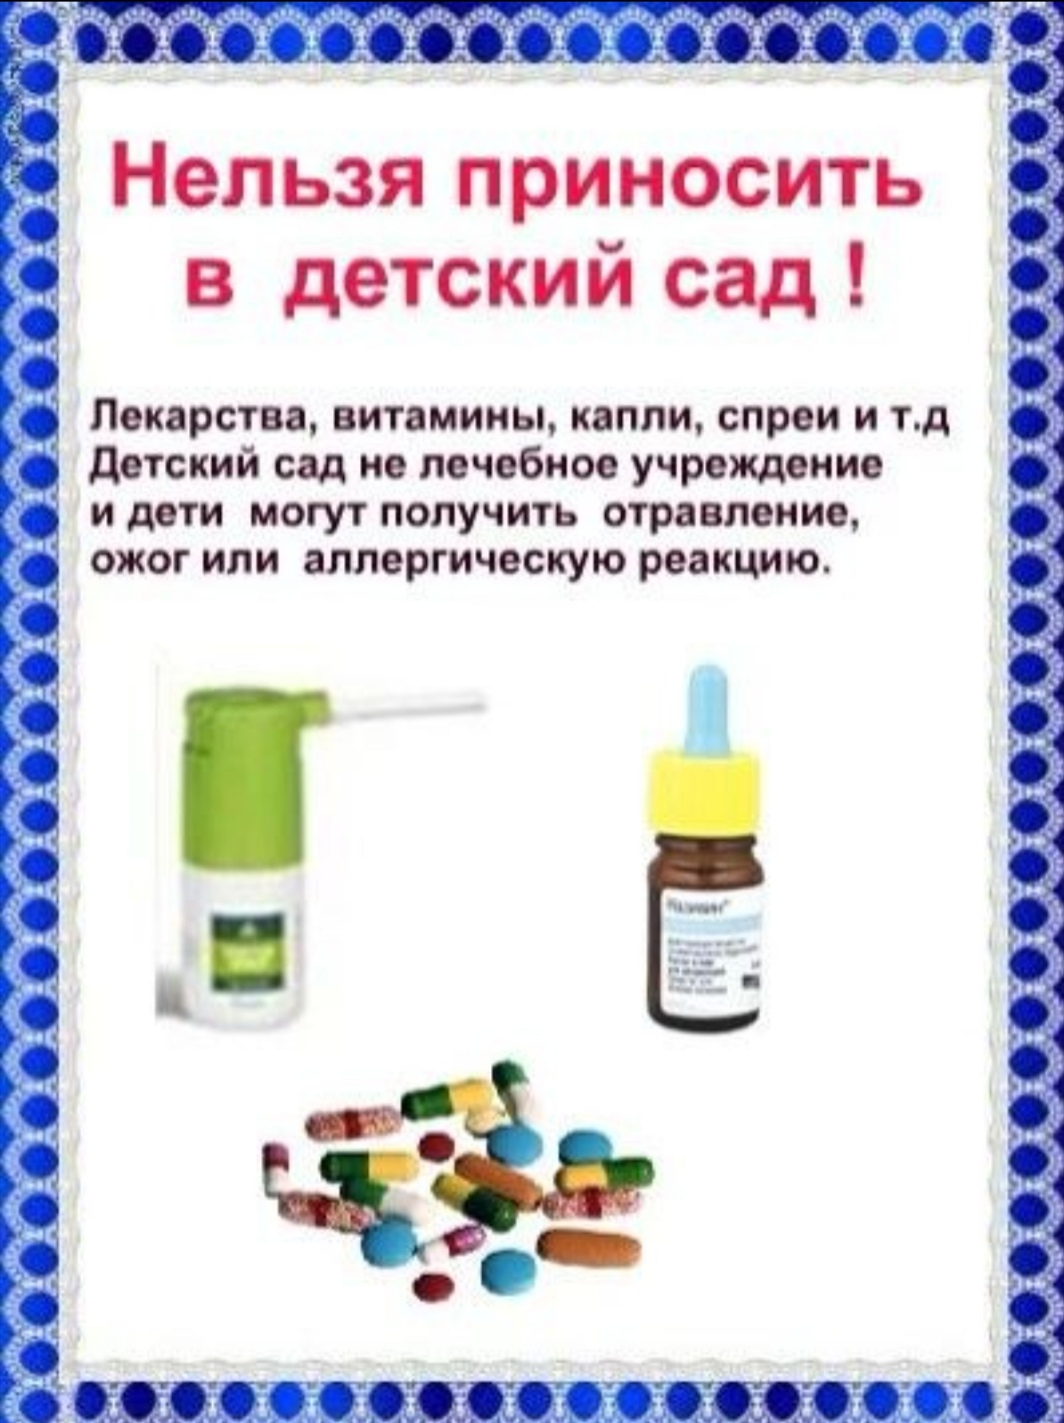 Нельзя приносить
в детский сад !
Лекарства, витамины, капли, спреи и т.д
Детский сад не лечебное учреждение
и дети могут получить отравление,
ожог или аллергическую реакцию.